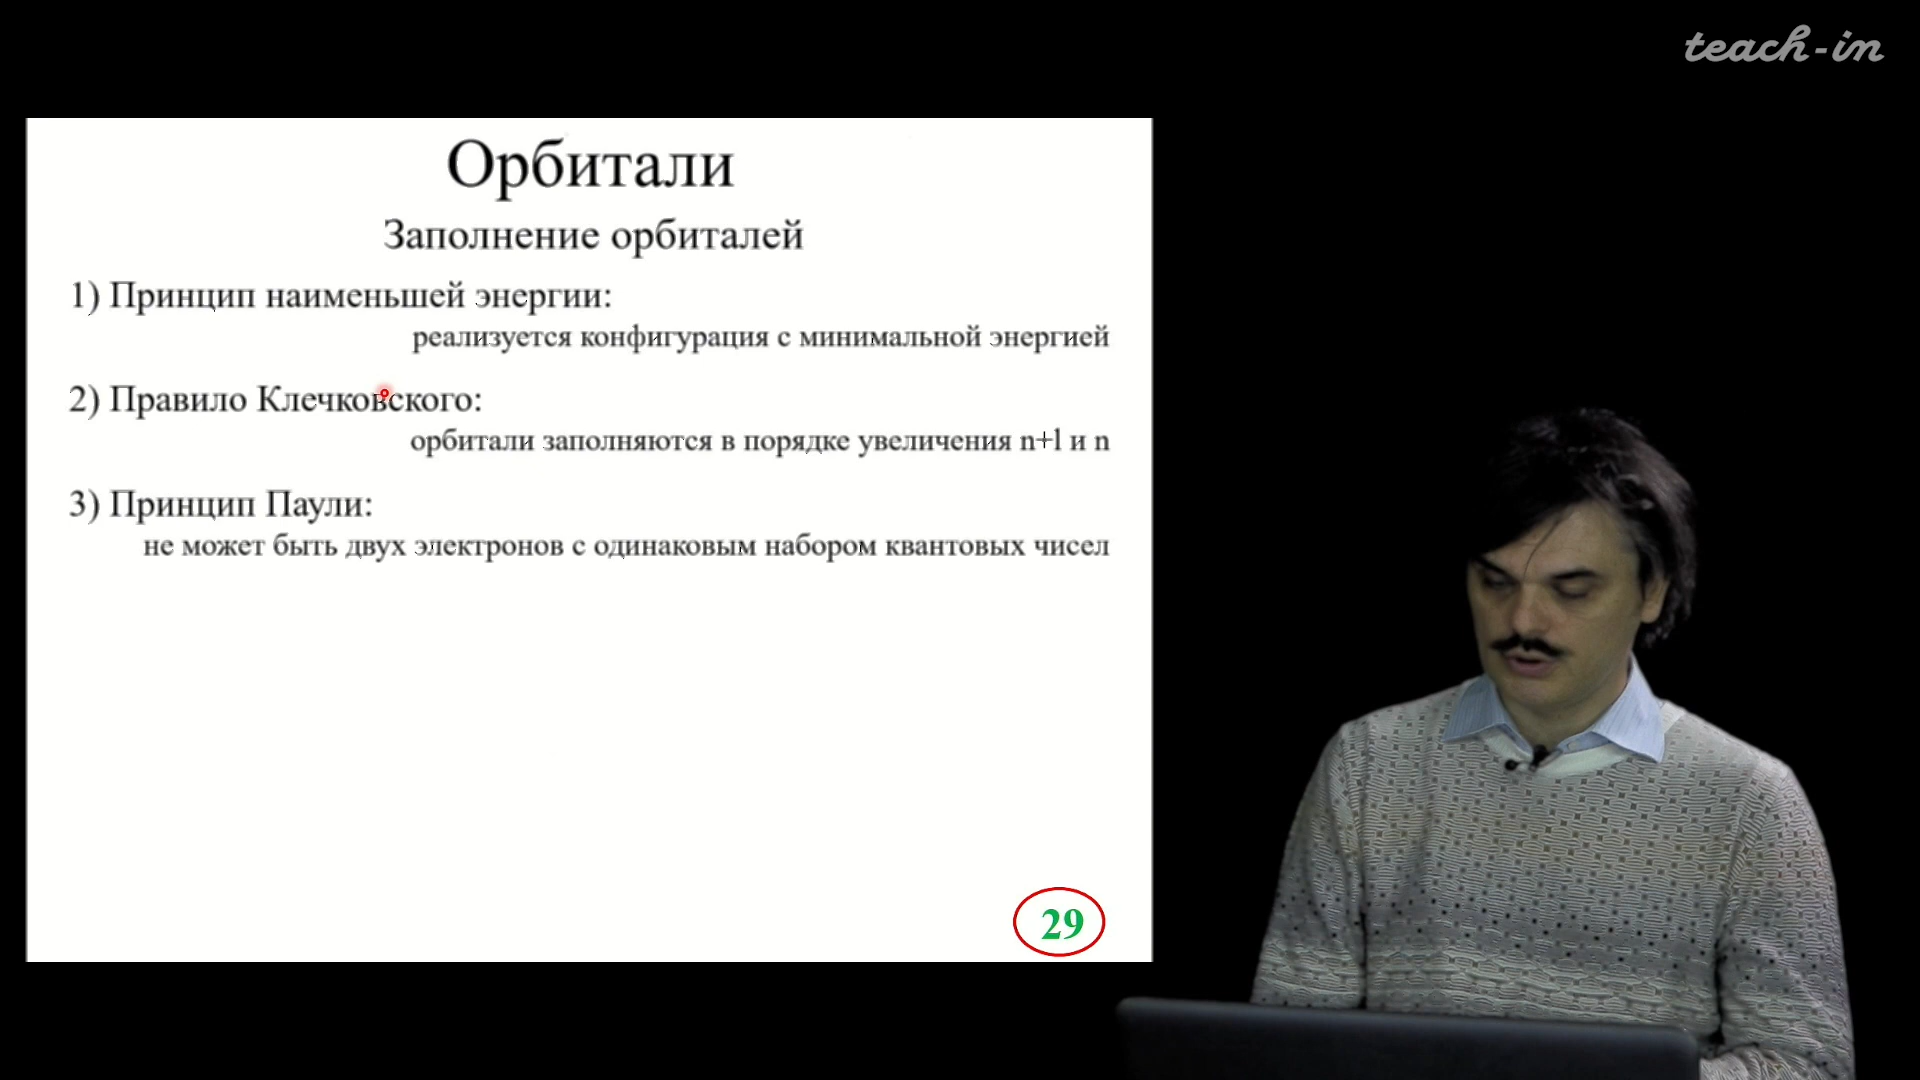 teach-in
Орбитали
Заполнение орбиталей
1) Принцип наименьшей энергии:
реализуется конфигурация с минимальной энергией
2) Правило Клечковского:
орбитали заполняются в порядке увеличения n+l и n
3) Принцип Паули:
не может быть двух электронов с одинаковым набором квантовых чисел
29